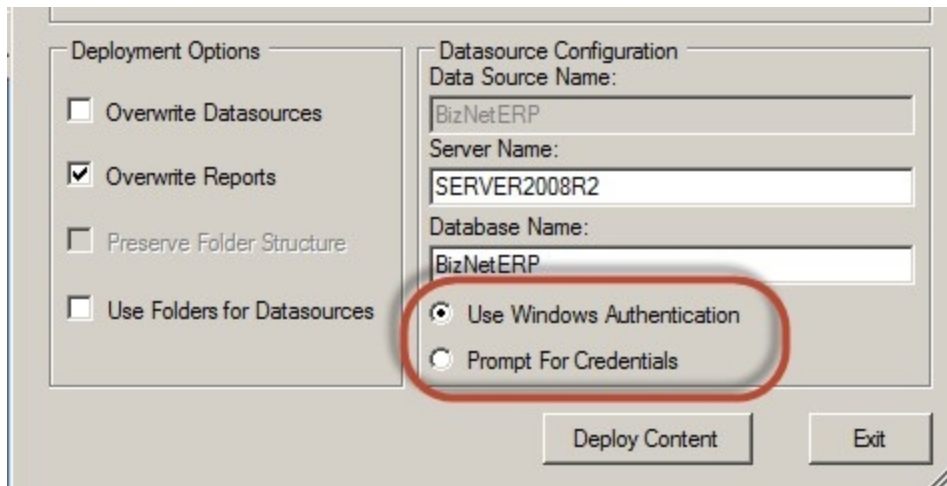 Deployment Options
Overwrite Datasources
Overwrite Reports
Preserve Folder Structure
Use Folders for Datasources
Datasource Configuration
Data Source Name:
BizNetERP
Server Name:
SERVER2008R2
Database Name:
BizNetERP
Use Windows Authentication
Prompt For Credentials
Deploy Content
Exit